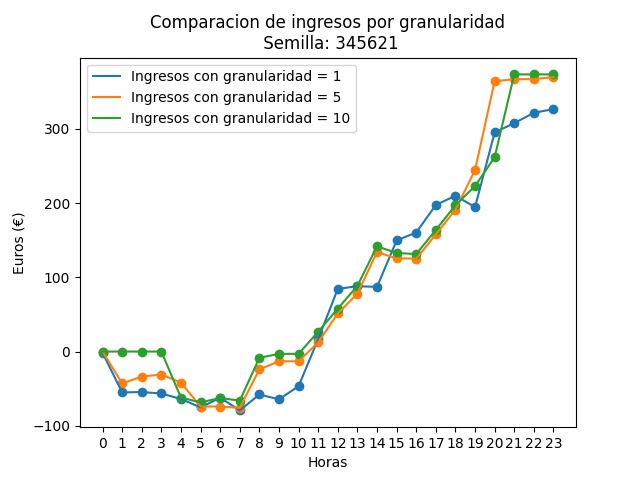 Comparacion de ingresos por granularidad
Semilla: 345621
Ingresos con granularidad = 1
Ingresos con granularidad = 5
Ingresos con granularidad = 10
Euros (€)
300
200
100
0
−100
0 1 2 3 4 5 6 7 8 9 10 11 12 13 14 15 16 17 18 19 20 21 22 23
Horas